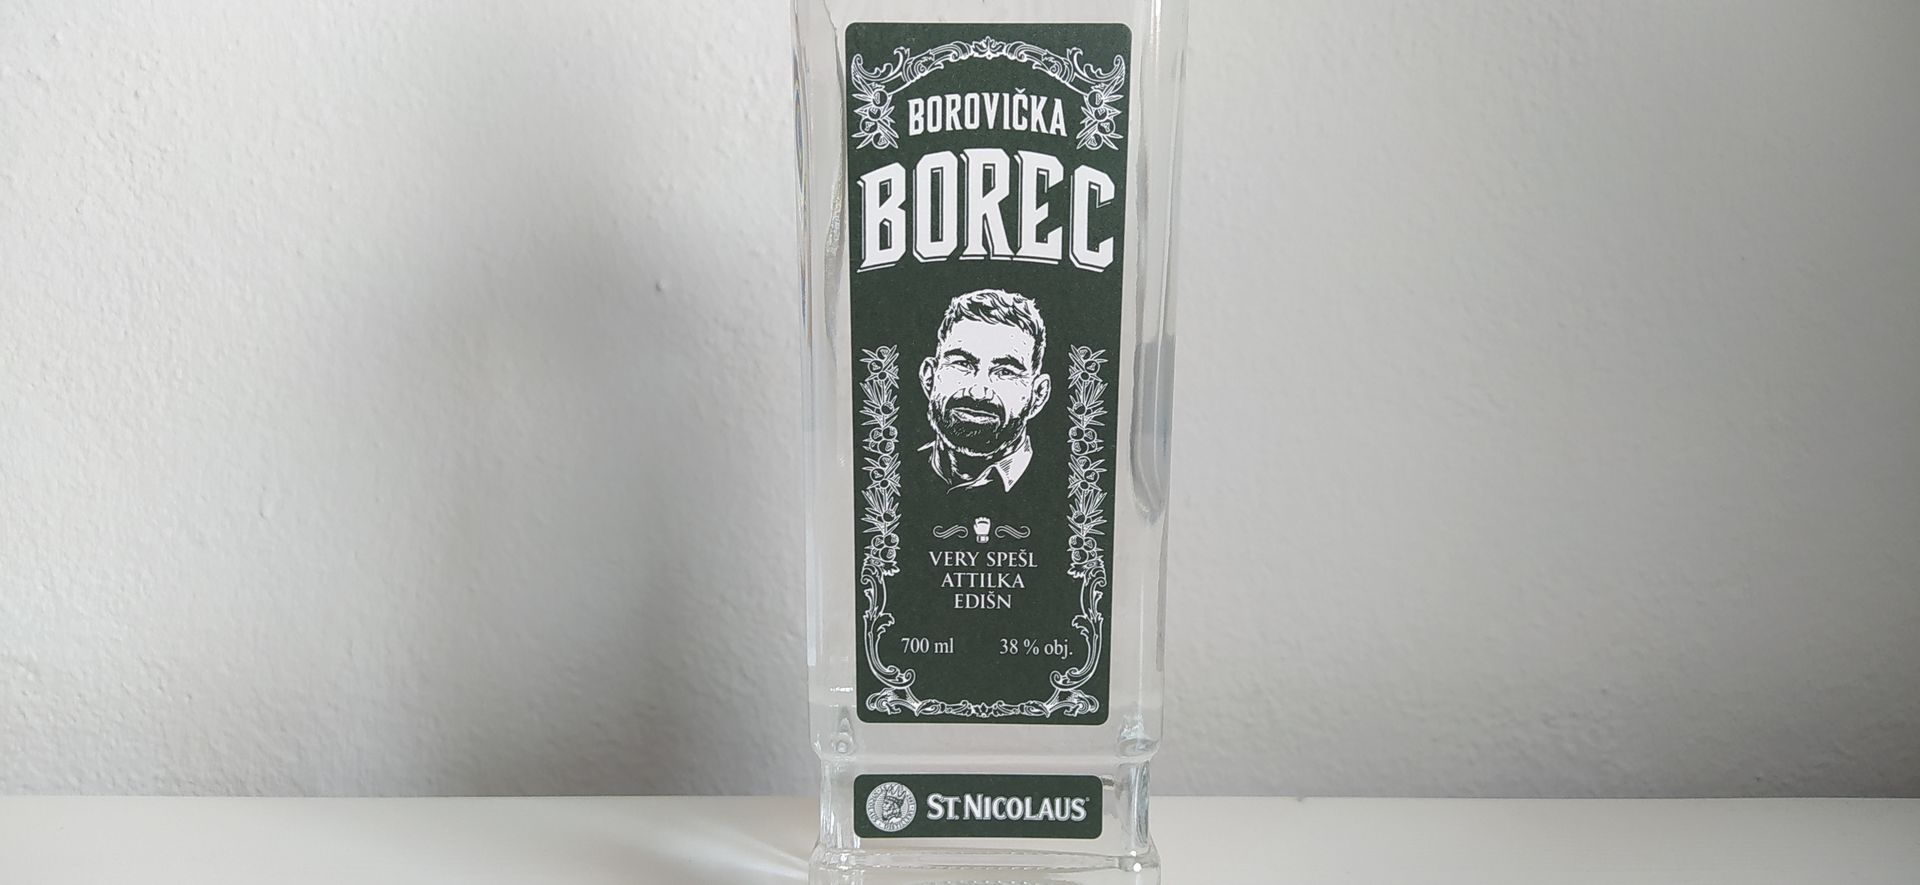 BOROVIČKA
BOREC
VERY SPEŠL
ATTILKA
EDIŠN
700 ml 38 % obj.
ST. NICOLAUS